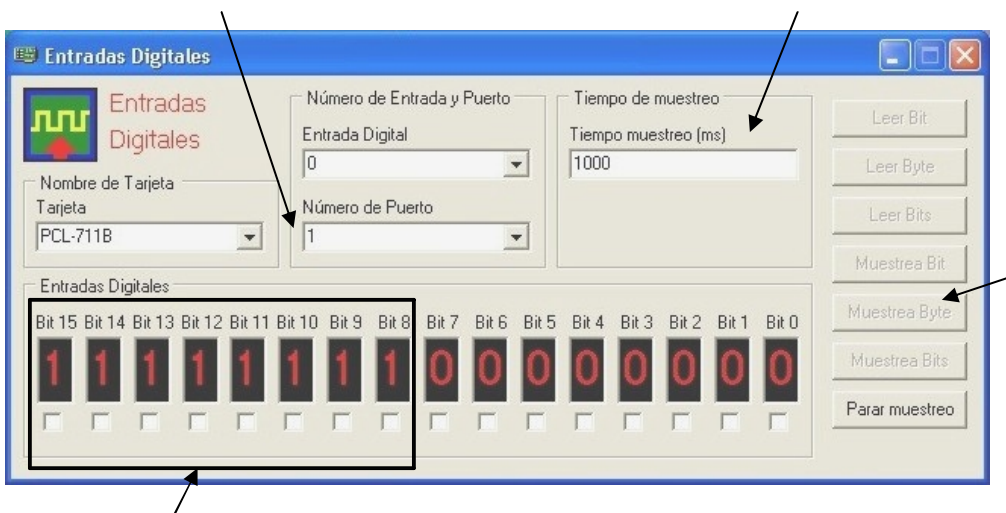 Entradas Digitales
Entradas
Digitales
Nombre de Tarjeta
Tarjeta
PCL-711B
Número de Entrada y Puerto
Entrada Digital
0
Número de Puerto
1
Tiempo de muestreo
Tiempo muestreo (ms)
1000
Entradas Digitales
Bit 15 Bit 14 Bit 13 Bit 12 Bit 11 Bit 10 Bit 9 Bit 8 Bit 7 Bit 6 Bit 5 Bit 4 Bit 3 Bit 2 Bit 1 Bit 0
1 1 1 1 1 1 1 1 0 0 0 0 0 0 0 0
Leer Bit
Leer Byte
Leer Bits
Muestrea Bit
Muestrea Byte
Muestrea Bits
Parar muestreo